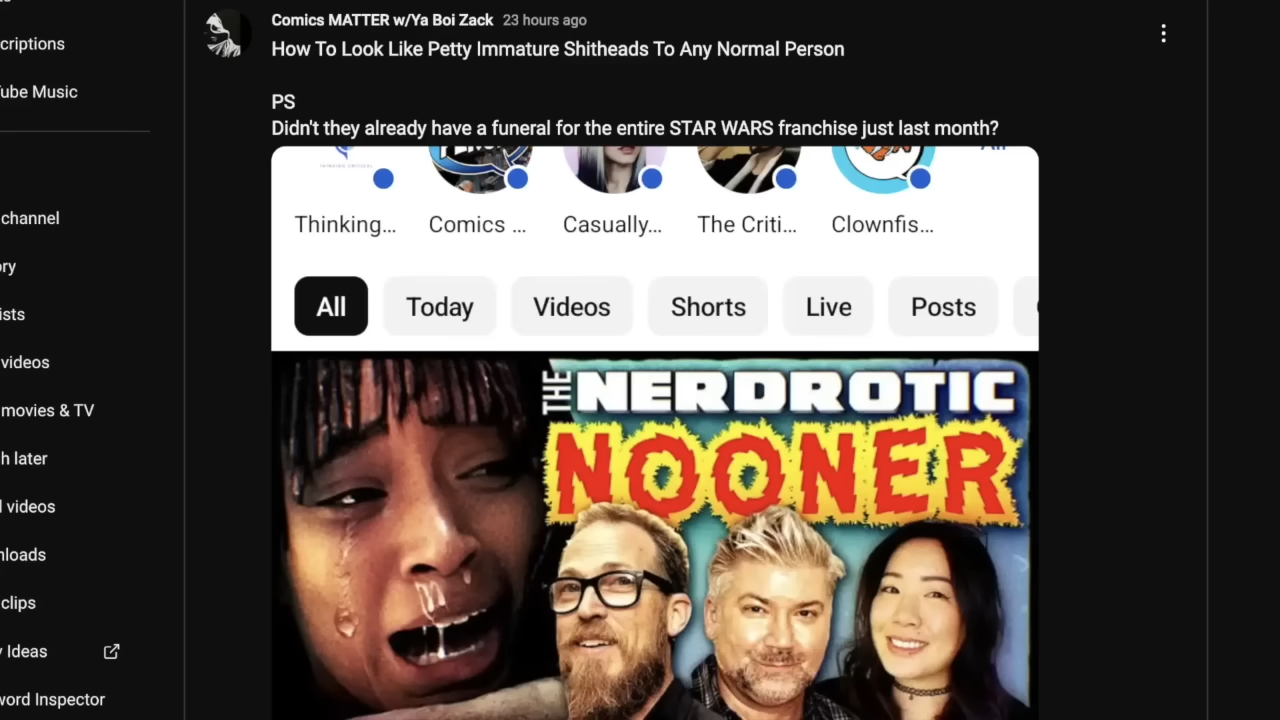 criptions
ube Music
channel
ory
ists
videos
movies & TV
h later
d videos
nloads
clips
Ideas
word Inspector
Comics MATTER w/Ya Boi Zack 23 hours ago
How To Look Like Petty Immature Shitheads To Any Normal Person
PS
Didn't they already have a funeral for the entire STAR WARS franchise just last month?
THINKING CRITICAL
Thinking... Comics ... Casually... The Criti... Clownfis...
All Today Videos Shorts Live Posts
THE NERDROTIC
NOONER